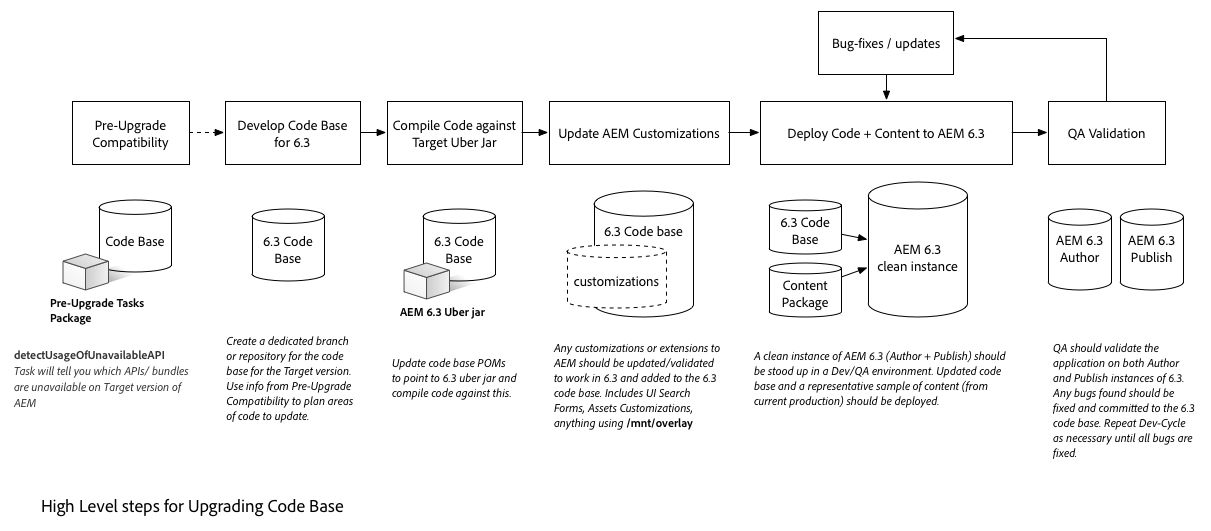 Bug-fixes / updates
Pre-Upgrade
Compatibility
Develop Code Base
for 6.3
Compile Code against
Target Uber Jar
Update AEM Customizations
Deploy Code + Content to AEM 6.3
QA Validation
Code Base
Pre-Upgrade Tasks
Package
6.3 Code
Base
6.3 Code
Base
AEM 6.3 Uber jar
6.3 Code base
customizations
6.3 Code
Base
Content
Package
AEM 6.3
clean instance
AEM 6.3
Author
AEM 6.3
Publish
detectUsageOfUnavailableAPI
Task will tell you which APIs/ bundles
are unavailable on Target version of
AEM
Create a dedicated branch
or repository for the code
base for the Target version.
Use info from Pre-Upgrade
Compatibility to plan areas
of code to update.
Update code base POMs
to point to 6.3 uber jar and
compile code against this.
Any customizations or extensions to
AEM should be updated/validated
to work in 6.3 and added to the 6.3
code base. Includes UI Search
Forms, Assets Customizations,
anything using /mnt/overlay
A clean instance of AEM 6.3 (Author + Publish) should
be stood up in a Dev/QA environment. Updated code
base and a representative sample of content (from
current production) should be deployed.
QA should validate the
application on both Author
and Publish instances of 6.3.
Any bugs found should be
fixed and committed to the 6.3
code base. Repeat Dev-Cycle
as necessary until all bugs are
fixed.
High Level steps for Upgrading Code Base